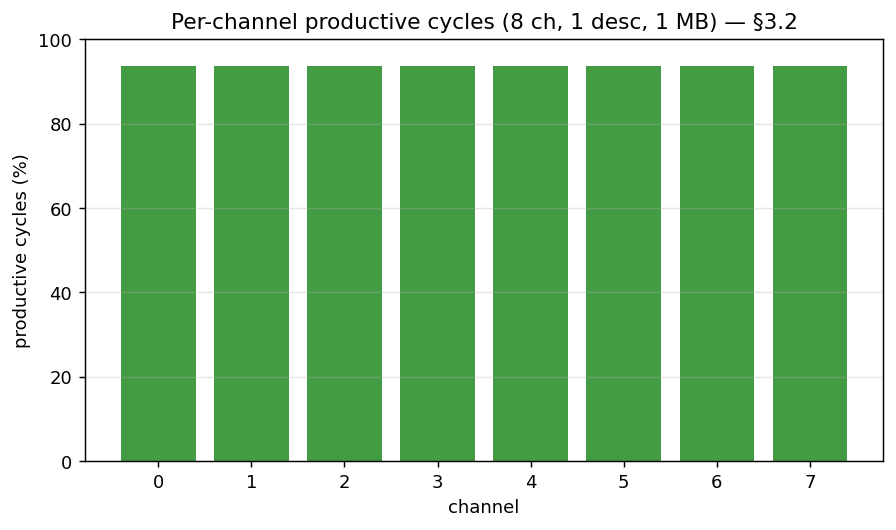 Per-channel productive cycles (8 ch, 1 desc, 1 MB) — §3.2
100
80
60
40
20
0
productive cycles (%)
0 1 2 3 4 5 6 7
channel